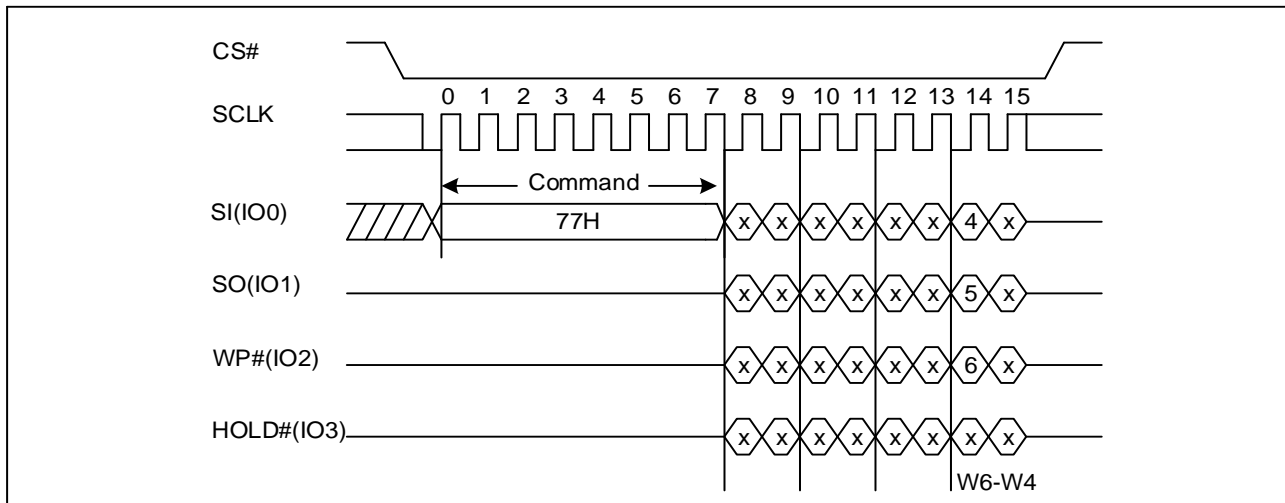 CS#
SCLK
0 1 2 3 4 5 6 7 8 9 10 11 12 13 14 15
Command
SI(IO0)
77H
x x x x x x 4 x
SO(IO1)
x x x x x x 5 x
WP#(IO2)
x x x x x x 6 x
HOLD#(IO3)
x x x x x x x x
W6-W4